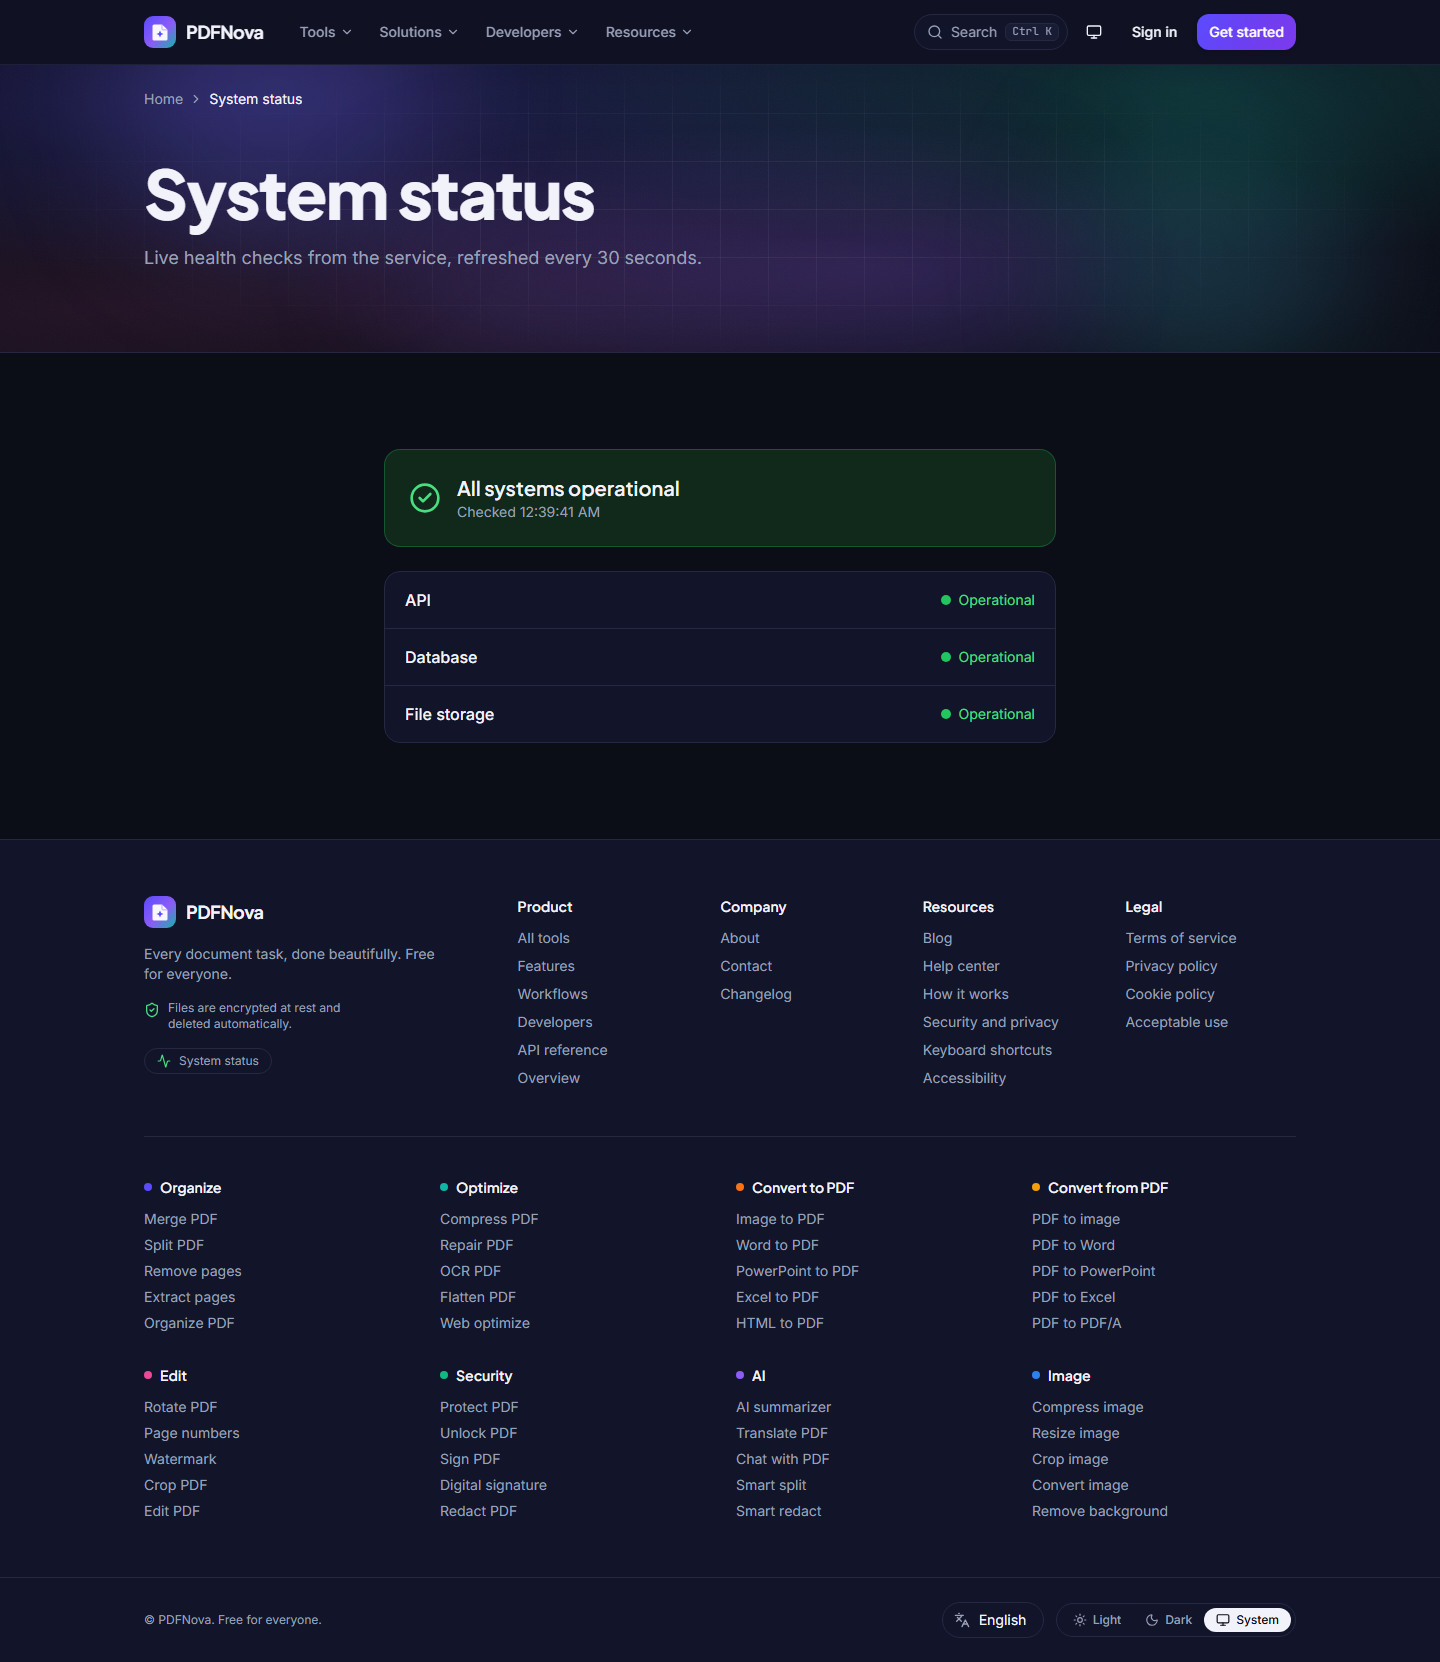 PDFNova
Tools
Solutions
Developers
Resources
Search
Ctrl K
Sign in
Get started
Home
System status
System status
Live health checks from the service, refreshed every 30 seconds.
All systems operational
Checked 12:39:41 AM
API
Operational
Database
Operational
File storage
Operational
PDFNova
Every document task, done beautifully. Free
for everyone.
Files are encrypted at rest and
deleted automatically.
System status
Product
All tools
Features
Workflows
Developers
API reference
Overview
Company
About
Contact
Changelog
Resources
Blog
Help center
How it works
Security and privacy
Keyboard shortcuts
Accessibility
Legal
Terms of service
Privacy policy
Cookie policy
Acceptable use
Organize
Merge PDF
Split PDF
Remove pages
Extract pages
Organize PDF
Optimize
Compress PDF
Repair PDF
OCR PDF
Flatten PDF
Web optimize
Convert to PDF
Image to PDF
Word to PDF
PowerPoint to PDF
Excel to PDF
HTML to PDF
Convert from PDF
PDF to image
PDF to Word
PDF to PowerPoint
PDF to Excel
PDF to PDF/A
Edit
Rotate PDF
Page numbers
Watermark
Crop PDF
Edit PDF
Security
Protect PDF
Unlock PDF
Sign PDF
Digital signature
Redact PDF
AI
AI summarizer
Translate PDF
Chat with PDF
Smart split
Smart redact
Image
Compress image
Resize image
Crop image
Convert image
Remove background
© PDFNova. Free for everyone.
English
Light
Dark
System